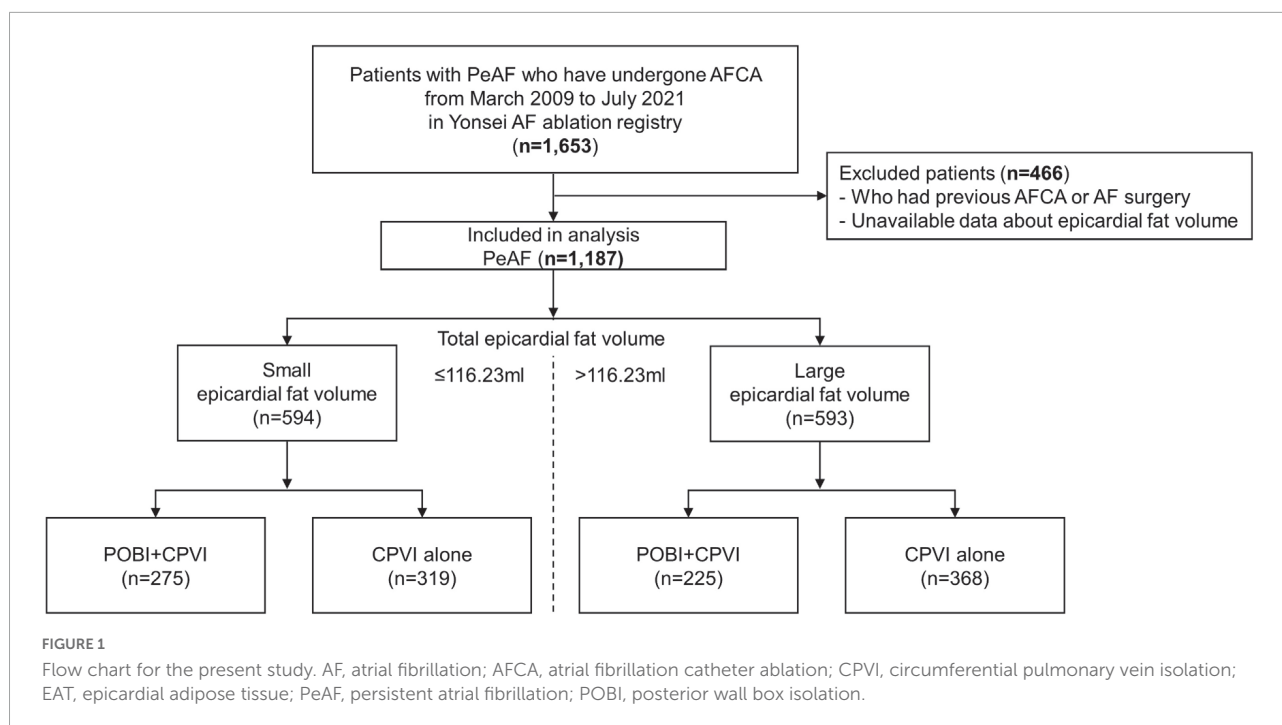 Patients with PeAF who have undergone AFCA
from March 2009 to July 2021
in Yonsei AF ablation registry
(n=1,653)
Excluded patients (n=466)
- Who had previous AFCA or AF surgery
- Unavailable data about epicardial fat volume
Included in analysis
PeAF (n=1,187)
Total epicardial fat volume
≤116.23ml
>116.23ml
Small
epicardial fat volume
(n=594)
Large
epicardial fat volume
(n=593)
POBI+CPVI
(n=275)
CPVI alone
(n=319)
POBI+CPVI
(n=225)
CPVI alone
(n=368)
FIGURE 1
Flow chart for the present study. AF, atrial fibrillation; AFCA, atrial fibrillation catheter ablation; CPVI, circumferential pulmonary vein isolation;
EAT, epicardial adipose tissue; PeAF, persistent atrial fibrillation; POBI, posterior wall box isolation.